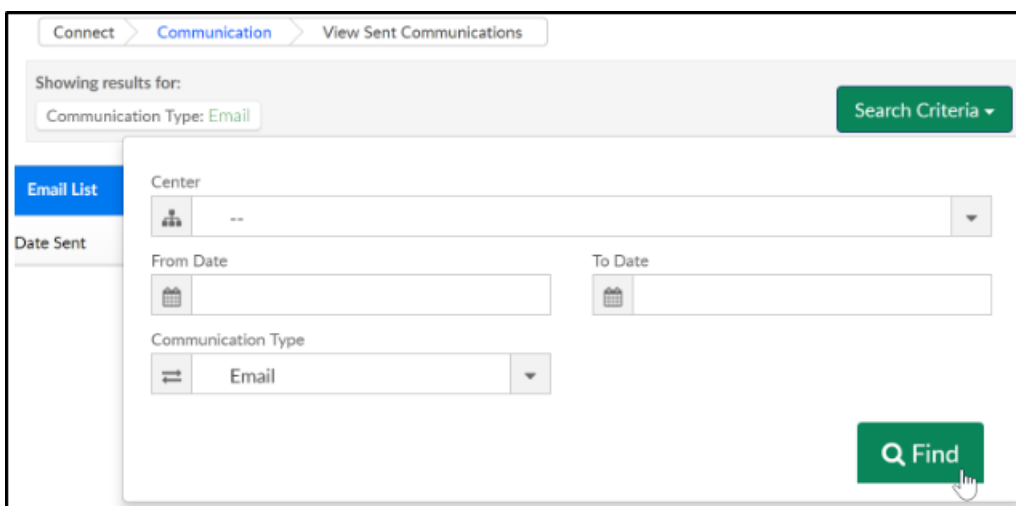 Connect Communication View Sent Communications
Showing results for:
Communication Type: Email
Search Criteria
Email List
Date Sent
Center
--
From Date To Date
Communication Type
Email
Find